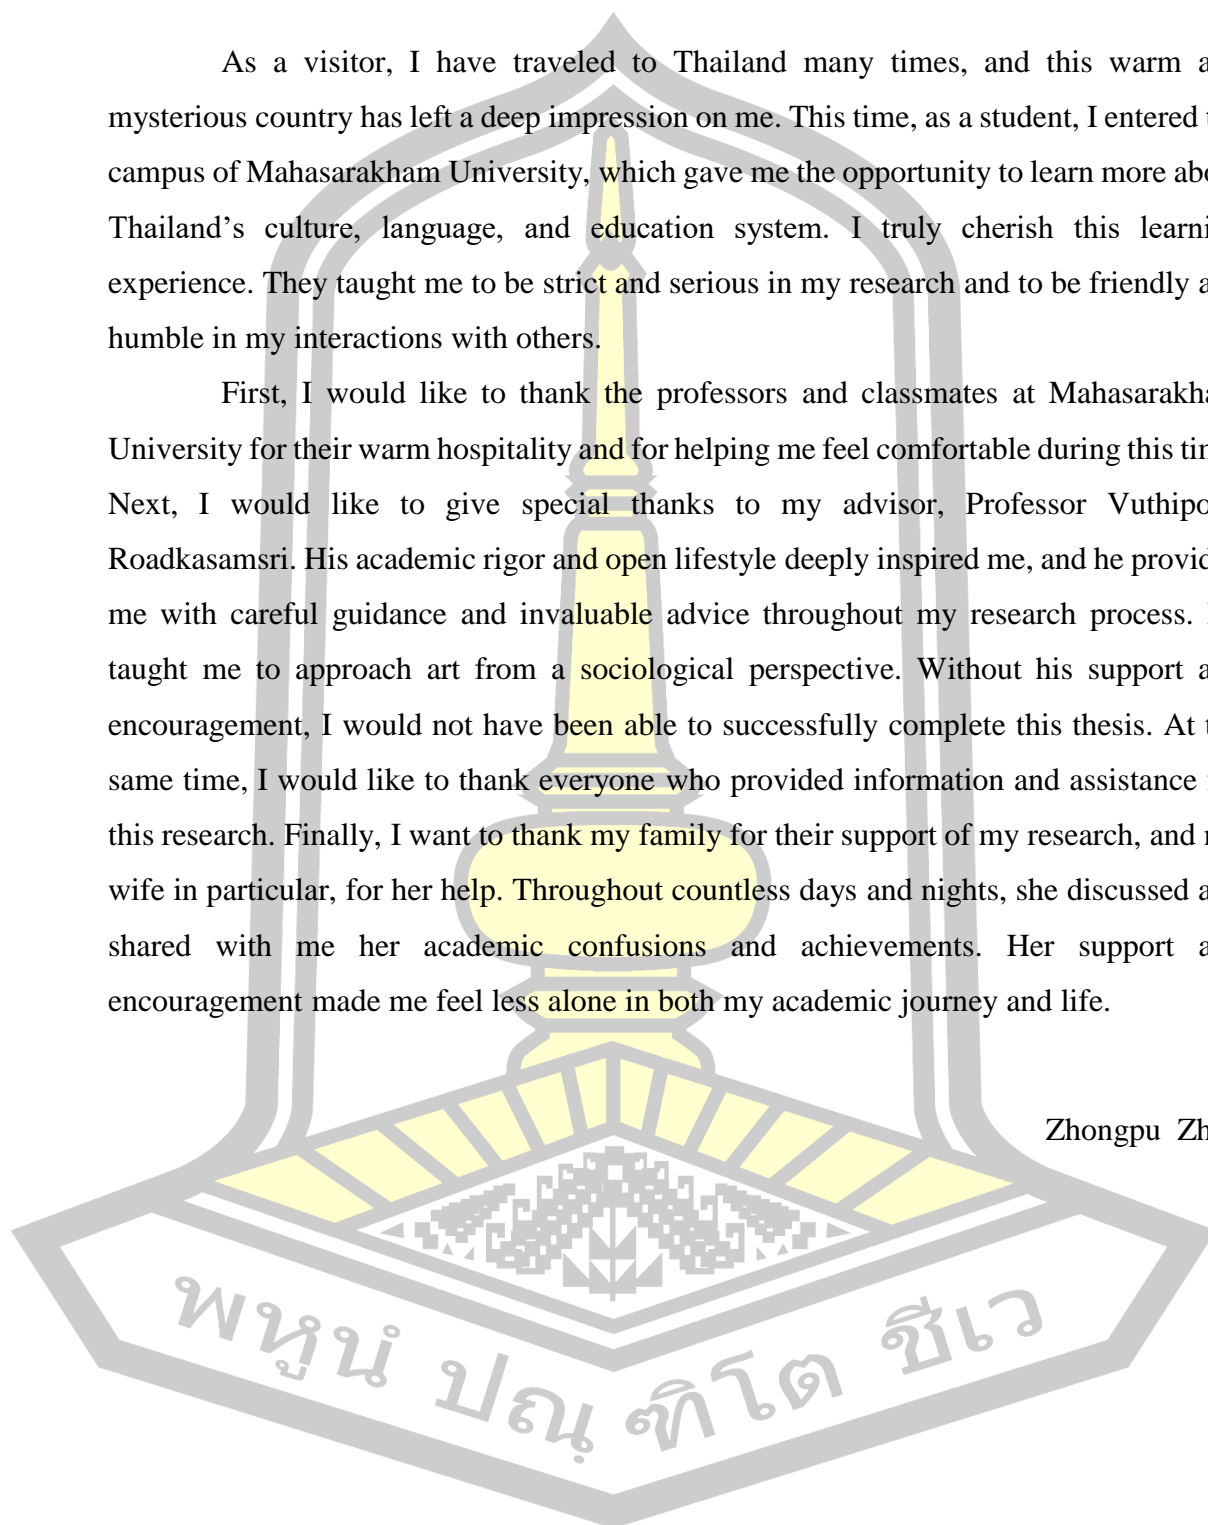 As a visitor, I have traveled to Thailand many times, and this warm a
mysterious country has left a deep impression on me. This time, as a student, I entered t
campus of Mahasarakham University, which gave me the opportunity to learn more abo
Thailand’s culture, language, and education system. I truly cherish this learni
experience. They taught me to be strict and serious in my research and to be friendly a
humble in my interactions with others.
First, I would like to thank the professors and classmates at Mahasarakha
University for their warm hospitality and for helping me feel comfortable during this tim
Next, I would like to give special thanks to my advisor, Professor Vuthipo
Roadkasamsri. His academic rigor and open lifestyle deeply inspired me, and he provid
me with careful guidance and invaluable advice throughout my research process.
taught me to approach art from a sociological perspective. Without his support a
encouragement, I would not have been able to successfully complete this thesis. At t
same time, I would like to thank everyone who provided information and assistance
this research. Finally, I want to thank my family for their support of my research, and
wife in particular, for her help. Throughout countless days and nights, she discussed a
shared with me her academic confusions and achievements. Her support a
encouragement made me feel less alone in both my academic journey and life.
Zhongpu Zh
พหูนํ ปณฺ ฑิโต ชีเว